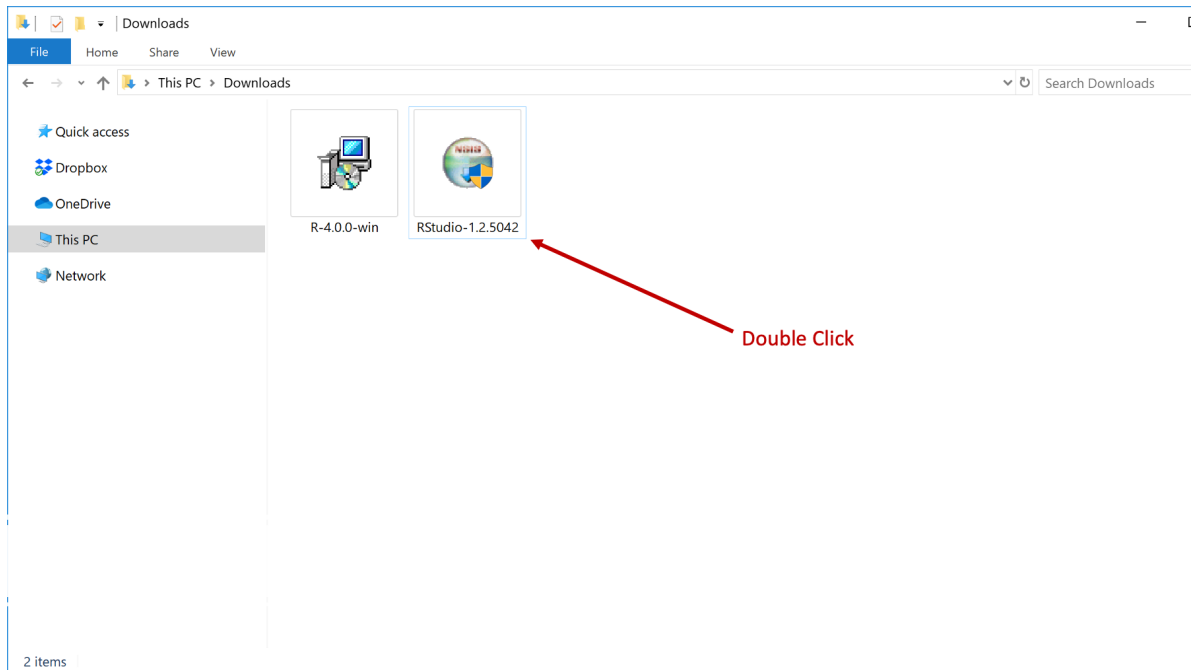 Downloads
File Home Share View
This PC > Downloads
Search Downloads
Quick access
Dropbox
OneDrive
This PC
Network
NSIS
R-4.0.0-win
RStudio-1.2.5042
Double Click
2 items